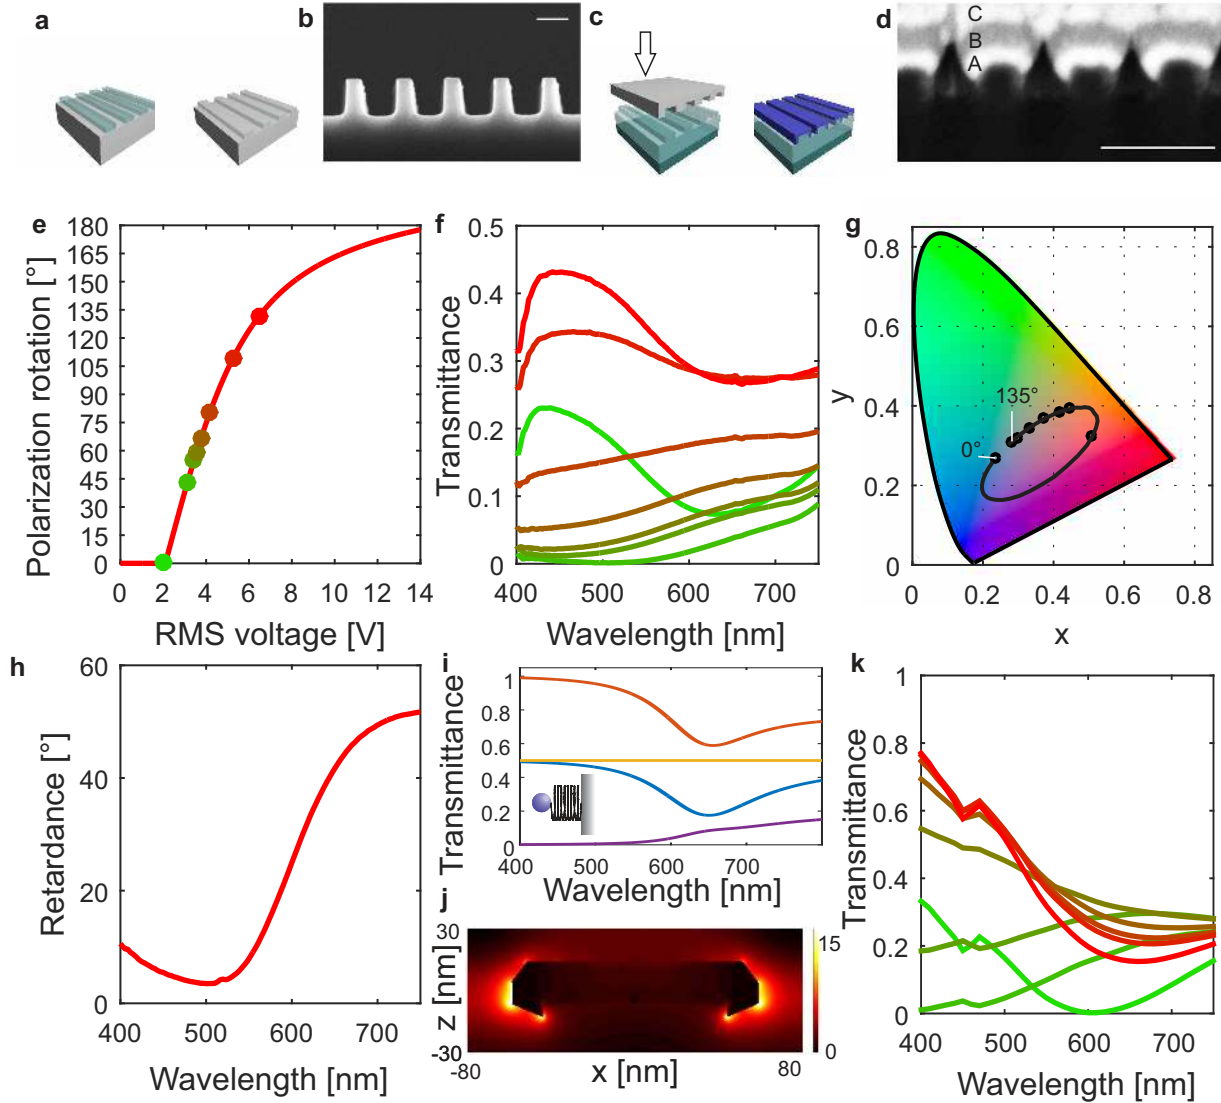 a
b
c
d
C
B
A
e
180
165
150
135
120
105
90
75
60
45
30
15
0
0 2 4 6 8 10 12 14
Polarization rotation [°]
RMS voltage [V]
f
0.5
0.4
0.3
0.2
0.1
0
400 500 600 700
Transmittance
Wavelength [nm]
g
0.8
0.6
0.4
0.2
0
0 0.2 0.4 0.6 0.8
y
x
135°
0°
h
60
40
20
0
400 500 600 700
Retardance [°]
Wavelength [nm]
i
1
0.8
0.6
0.4
0.2
0
400 500 600 700
Transmittance
Wavelength [nm]
j
30
-30
z [nm]
-80
80
x [nm]
15
0
k
1
0.8
0.6
0.4
0.2
0
400 500 600 700
Transmittance
Wavelength [nm]